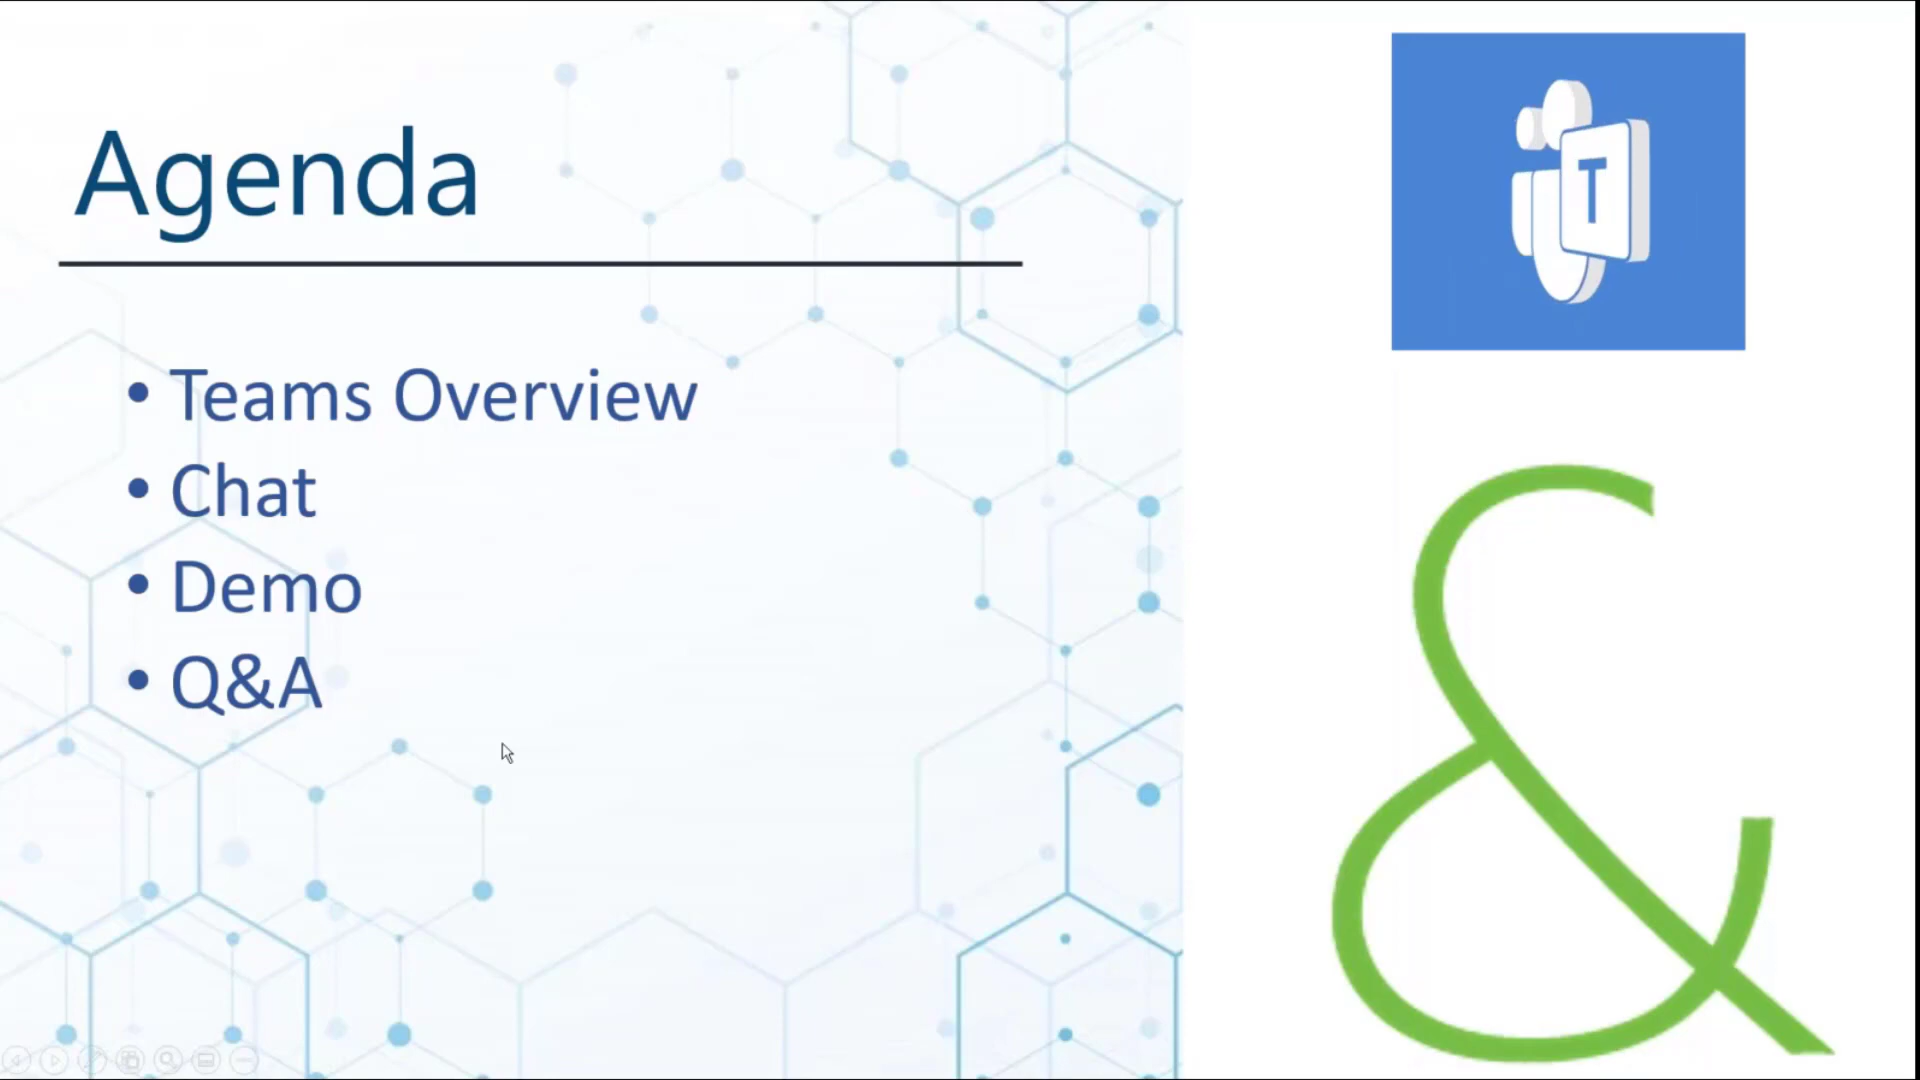 Agenda
• Teams Overview
• Chat
• Demo
• Q&A
T
&